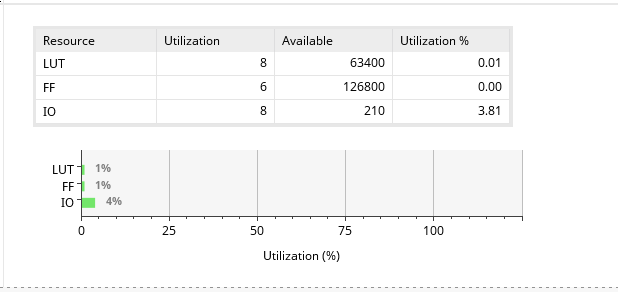 Resource Utilization Available Utilization %
LUT 8 63400 0.01
FF 6 126800 0.00
IO 8 210 3.81
LUT 1%
FF 1%
IO 4%
0 25 50 75 100
Utilization (%)